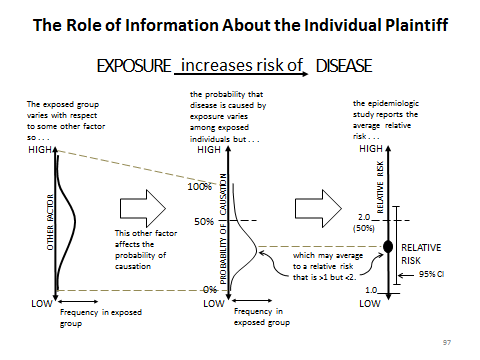 The Role of Information About the Individual Plaintiff
EXPOSURE increases risk of DISEASE
The exposed group
varies with respect
to some other factor
so . . .
HIGH
OTHER FACTOR
LOW
Frequency in exposed
group
This other factor
affects the
probability of
causation
the probability that
disease is caused by
exposure varies
among exposed
individuals but . . .
HIGH
100%
50%
0%
PROBABILITY OF CAUSATION
LOW
Frequency in
exposed group
which may average
to a relative risk
that is >1 but <2.
the epidemiologic
study reports the
average relative
risk . . .
HIGH
RELATIVE RISK
2.0
(50%)
RELATIVE
RISK
95% CI
1.0
LOW
97